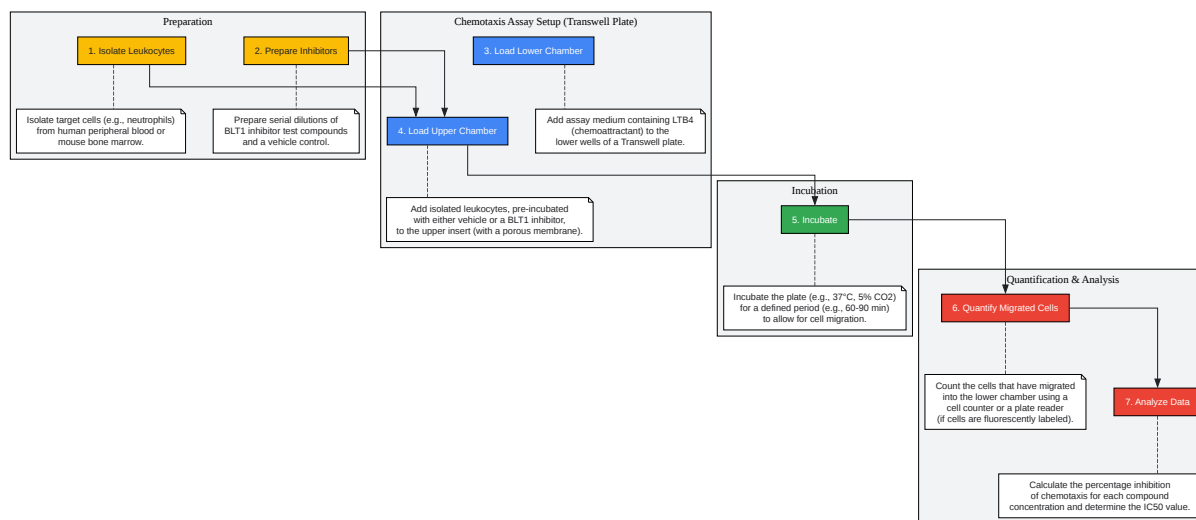 Preparation
1. Isolate Leukocytes
2. Prepare Inhibitors
Isolate target cells (e.g., neutrophils)
from human peripheral blood or
mouse bone marrow.
Prepare serial dilutions of
BLT1 inhibitor test compounds
and a vehicle control.
Chemotaxis Assay Setup (Transwell Plate)
3. Load Lower Chamber
Add assay medium containing LTB4
(chemoattractant) to the
lower wells of a Transwell plate.
4. Load Upper Chamber
Add isolated leukocytes, pre-incubated
with either vehicle or a BLT1 inhibitor,
to the upper insert (with a porous membrane).
Incubation
5. Incubate
Incubate the plate (e.g., 37°C, 5% CO2)
for a defined period (e.g., 60-90 min)
to allow for cell migration.
Quantification & Analysis
6. Quantify Migrated Cells
Count the cells that have migrated
into the lower chamber using a
cell counter or a plate reader
(if cells are fluorescently labeled).
7. Analyze Data
Calculate the percentage inhibition
of chemotaxis for each compound
concentration and determine the IC50 value.